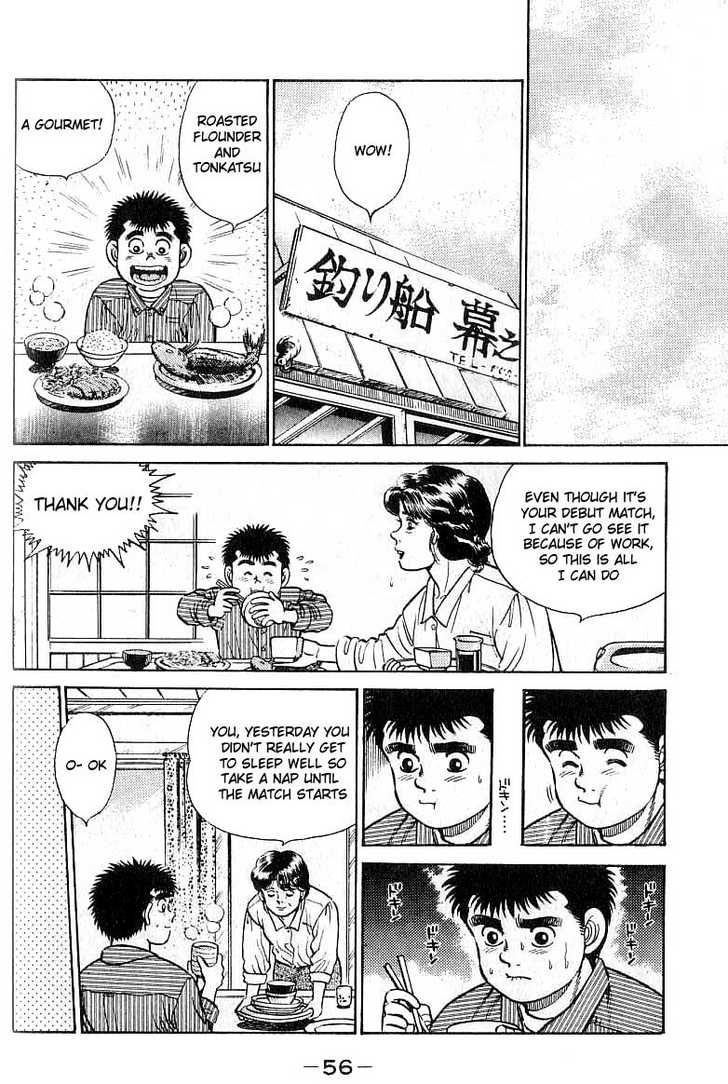 WOW!
釣り船 幕之
TEL-
ROASTED
FLOUNDER
AND
TONKATSU
A GOURMET!
EVEN THOUGH IT'S
YOUR DEBUT MATCH,
I CAN'T GO SEE IT
BECAUSE OF WORK,
SO THIS IS ALL
I CAN DO
THANK YOU!!
ドキン……
ドキン
ドキン
ドキン
YOU, YESTERDAY YOU
DIDN'T REALLY GET
TO SLEEP WELL SO
TAKE A NAP UNTIL
THE MATCH STARTS
O- OK
-56-